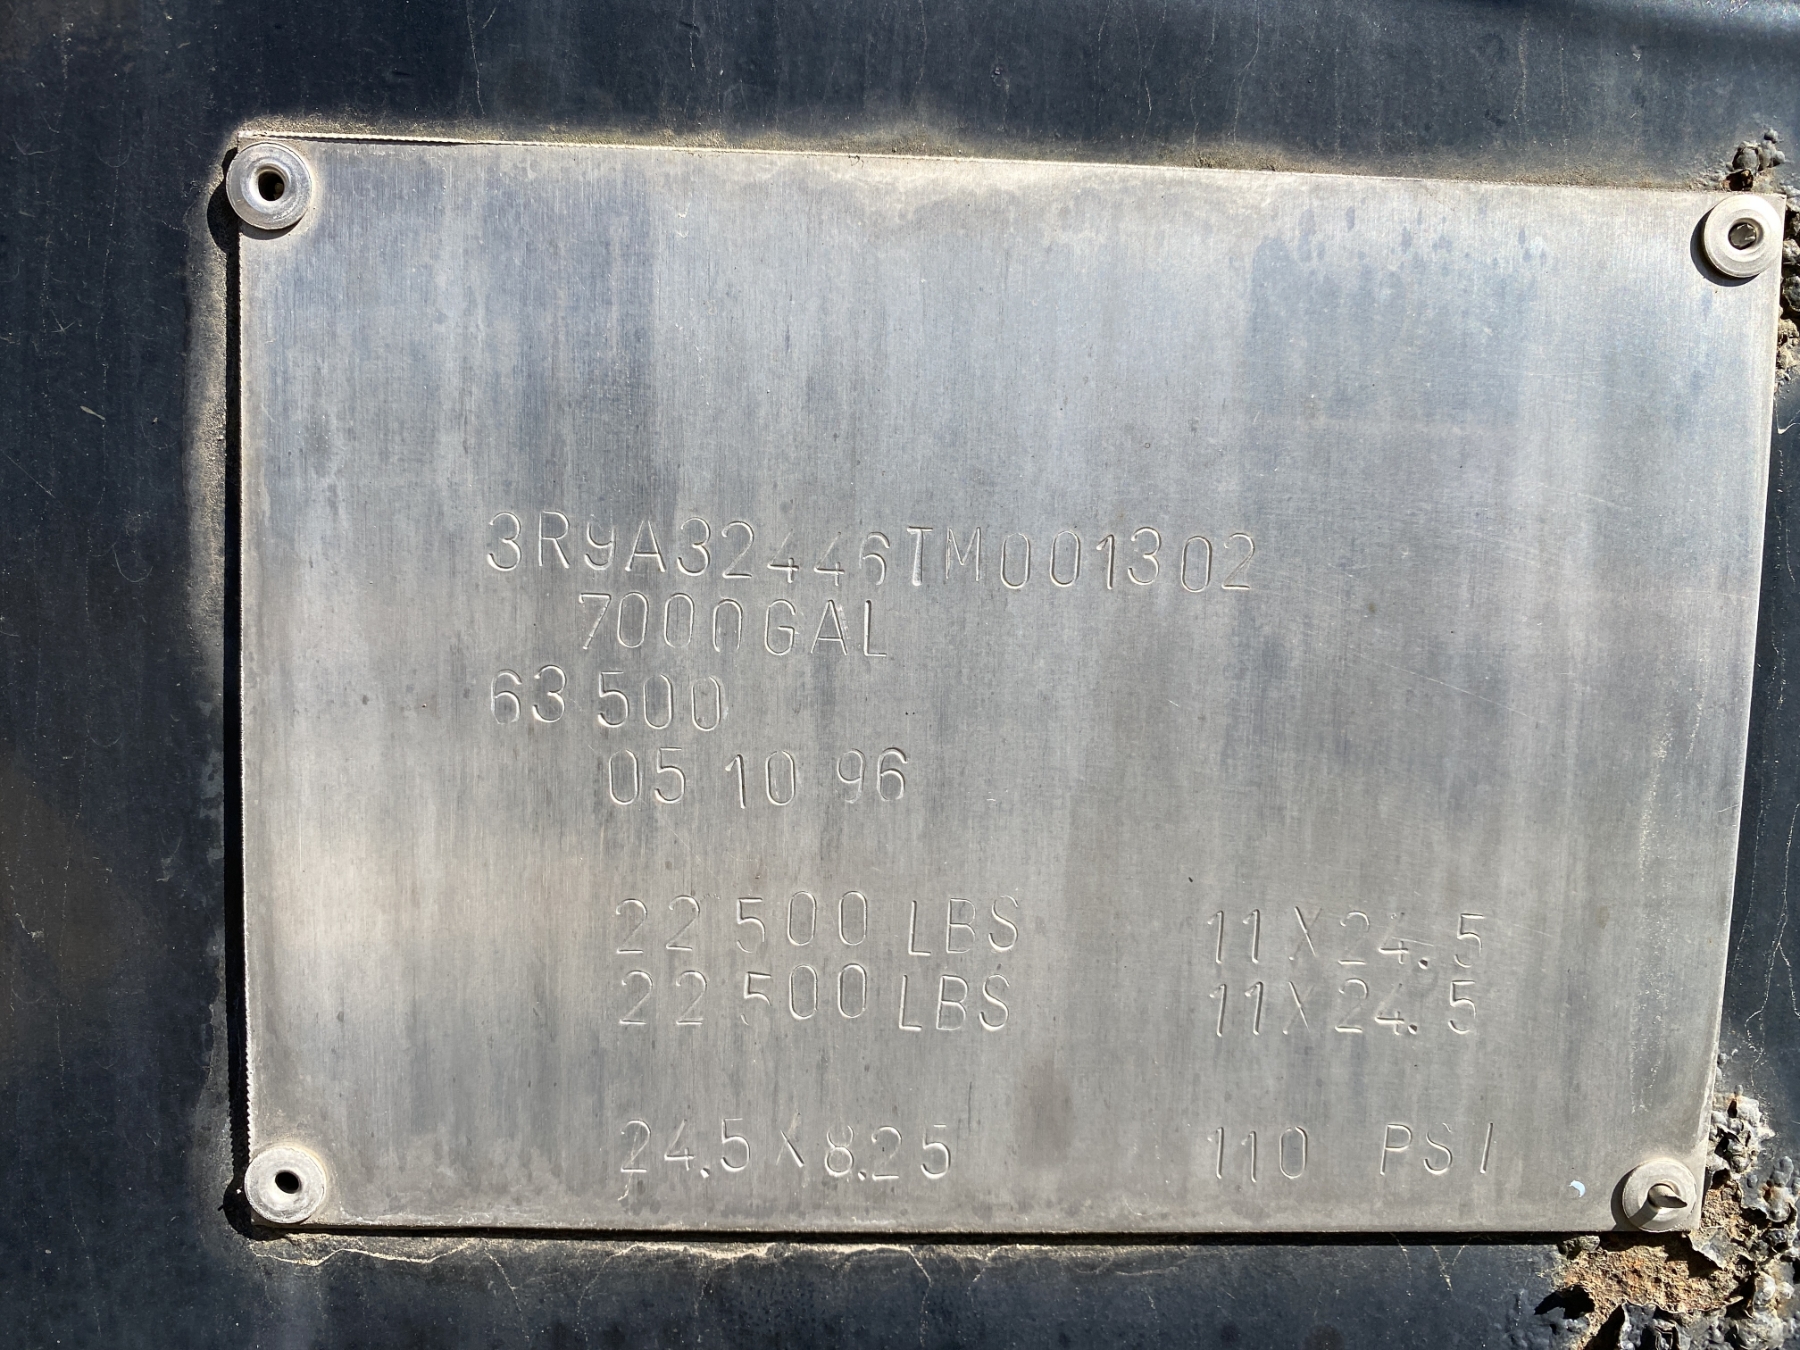 3R9A32446TM001302
7000GAL
63 500
05 10 96
22 500 LBS 11X24.5
22 500 LBS 11X24.5
24.5X8.25 110 PSI